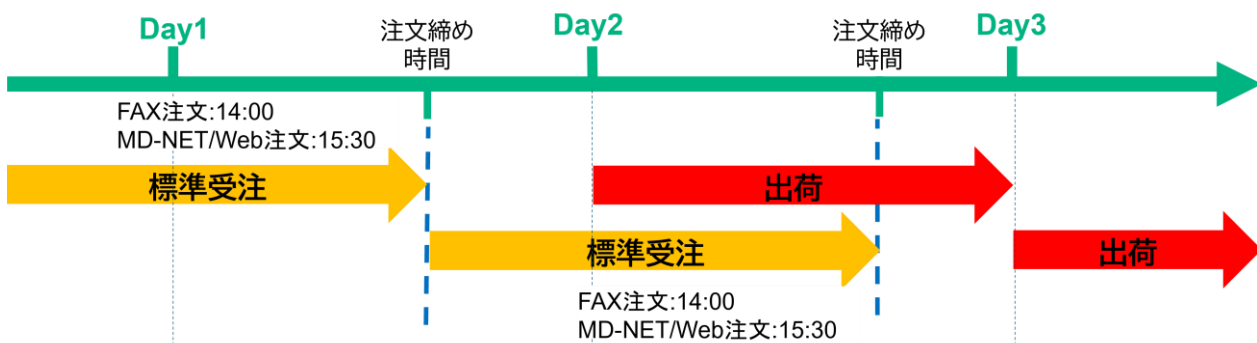 Day1
注文締め
時間
Day2
注文締め
時間
Day3
FAX注文:14:00
MD-NET/Web注文:15:30
標準受注
出荷
標準受注
出荷
FAX注文:14:00
MD-NET/Web注文:15:30